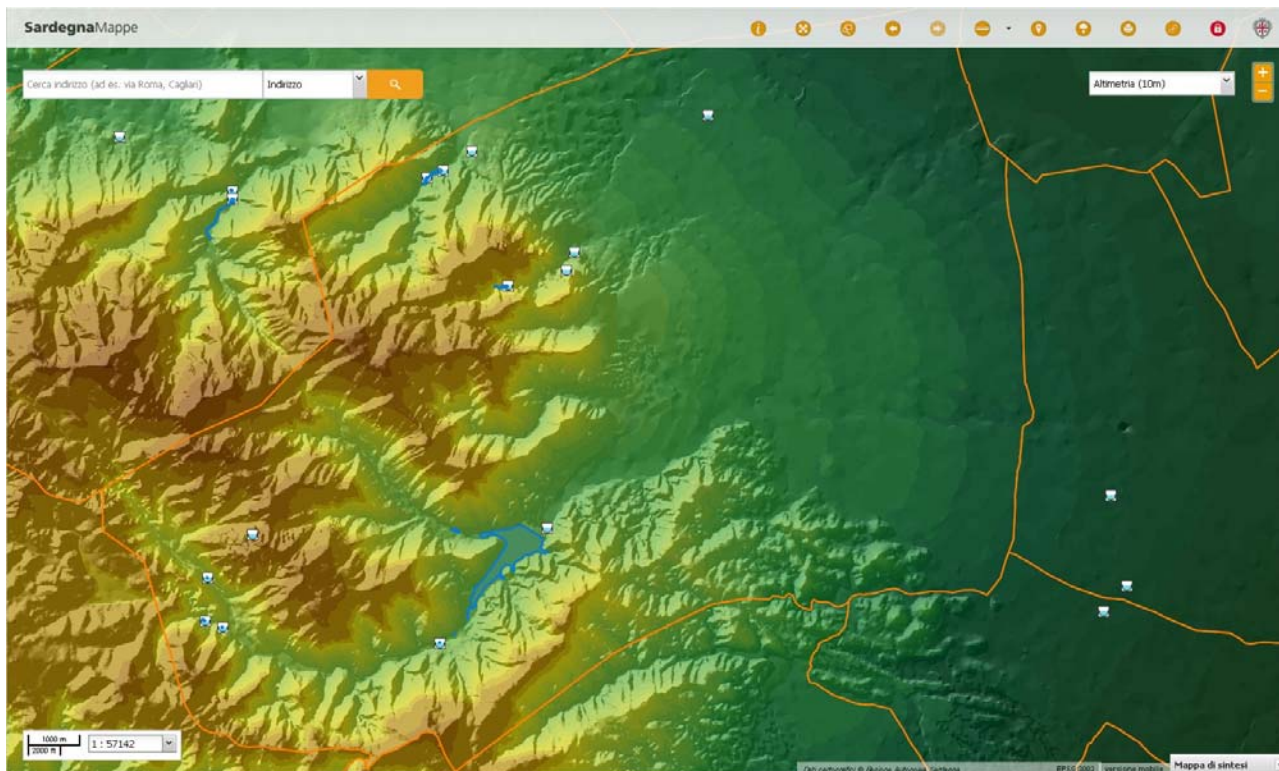 SardegnaMappe
Cerca indirizzo (ad es. via Roma, Cagliari)
Indirizzo
Altimetria (10m)
+
−
1000 m
2000 ft
1 : 57142
versione mobile
Mappa di sintesi